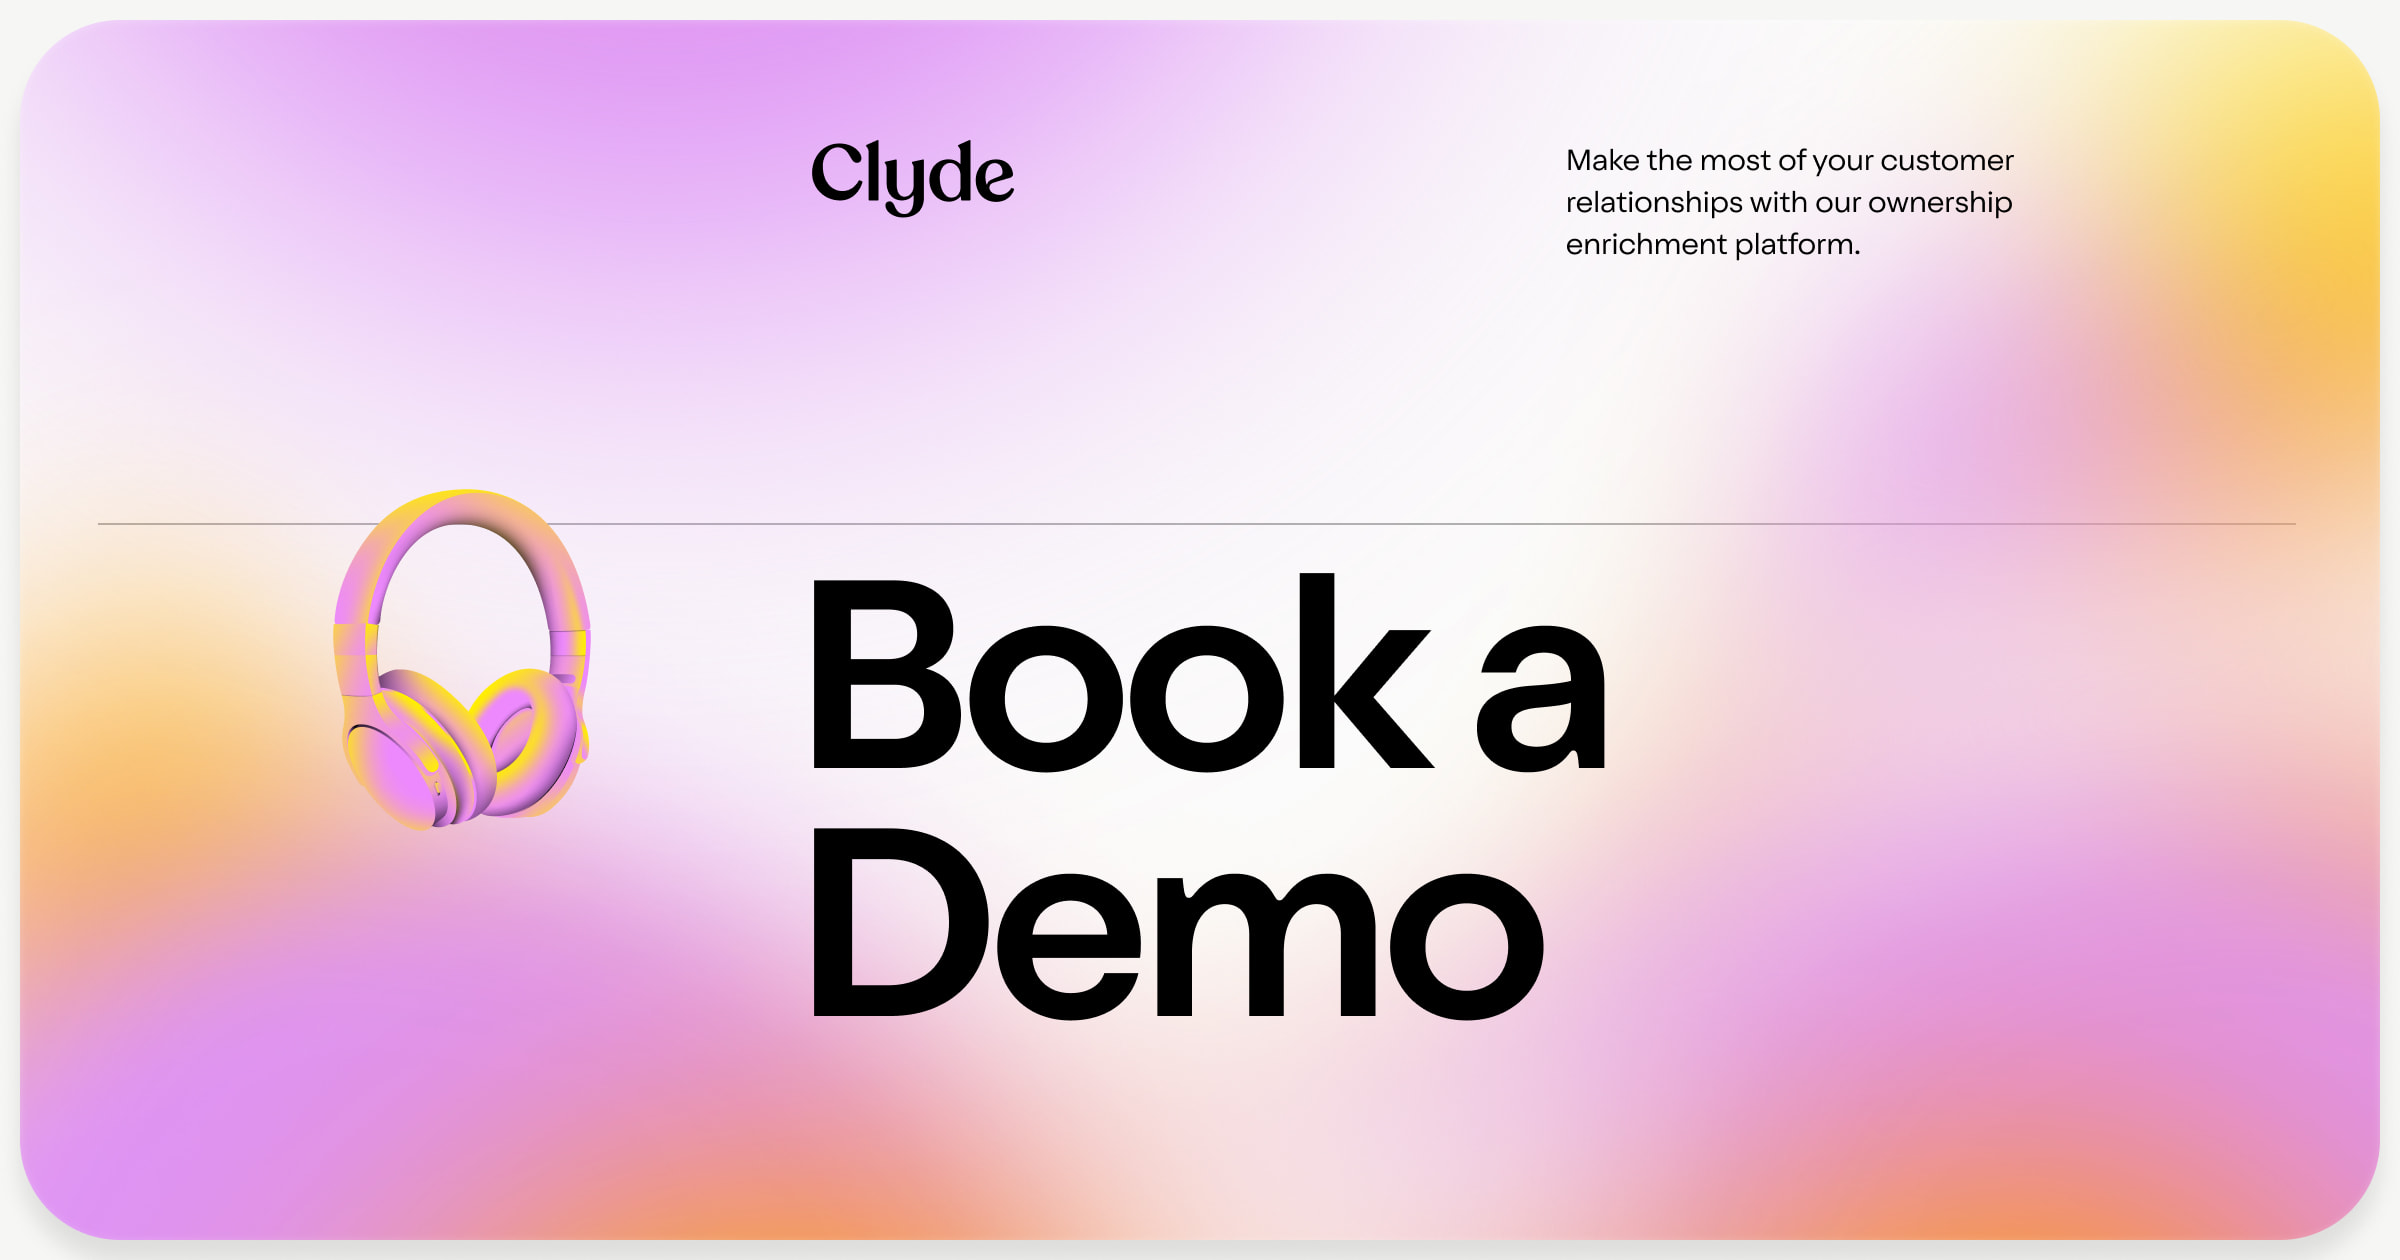 Clyde
Make the most of your customer
relationships with our ownership
enrichment platform.
Book a
Demo